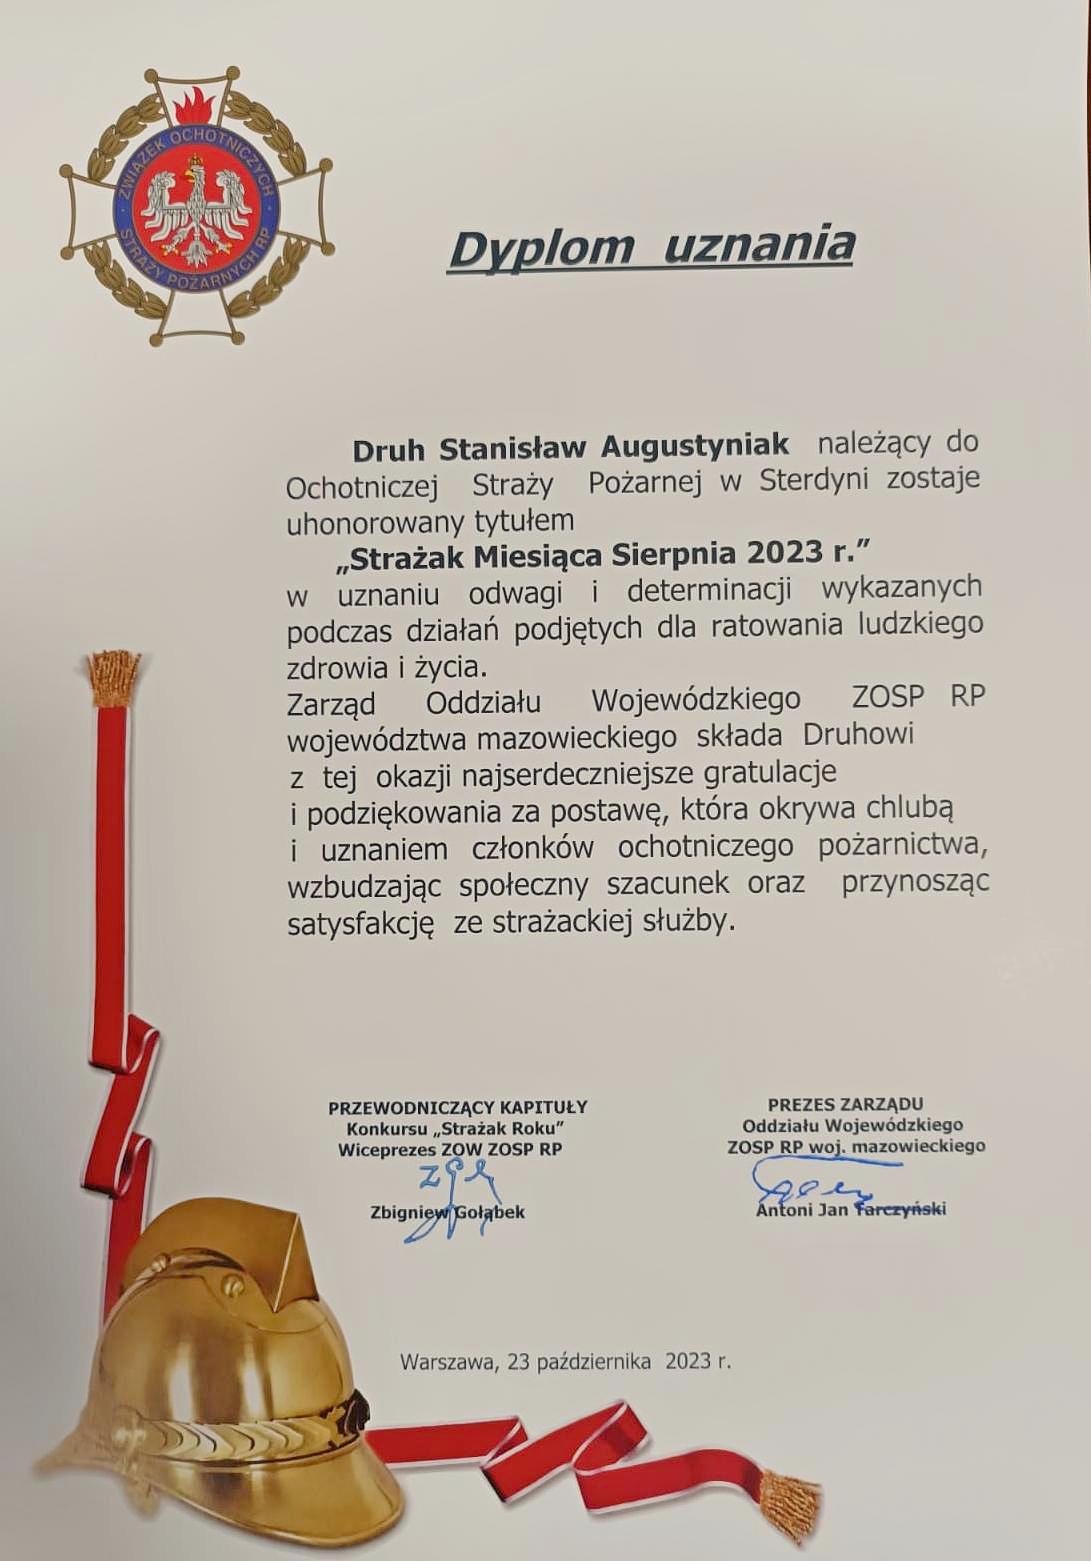 ZWIĄZEK OCHOTNICZYCH
STRAŻY POŻARNYCH RP
Dyplom uznania
Druh Stanisław Augustyniak należący do
Ochotniczej Straży Pożarnej w Sterdyni zostaje
uhonorowany tytułem
„Strażak Miesiąca Sierpnia 2023 r.”
w uznaniu odwagi i determinacji wykazanych
podczas działań podjętych dla ratowania ludzkiego
zdrowia i życia.
Zarząd Oddziału Wojewódzkiego ZOSP RP
województwa mazowieckiego składa Druhowi
z tej okazji najserdeczniejsze gratulacje
i podziękowania za postawę, która okrywa chlubą
i uznaniem członków ochotniczego pożarnictwa,
wzbudzając społeczny szacunek oraz przynosząc
satysfakcję ze strażackiej służby.
PRZEWODNICZĄCY KAPITUŁY
Konkursu „Strażak Roku”
Wiceprezes ZOW ZOSP RP
Zbigniew Gołąbek
PREZES ZARZĄDU
Oddziału Wojewódzkiego
ZOSP RP woj. mazowieckiego
Antoni Jan Tarczyński
Warszawa, 23 października 2023 r.